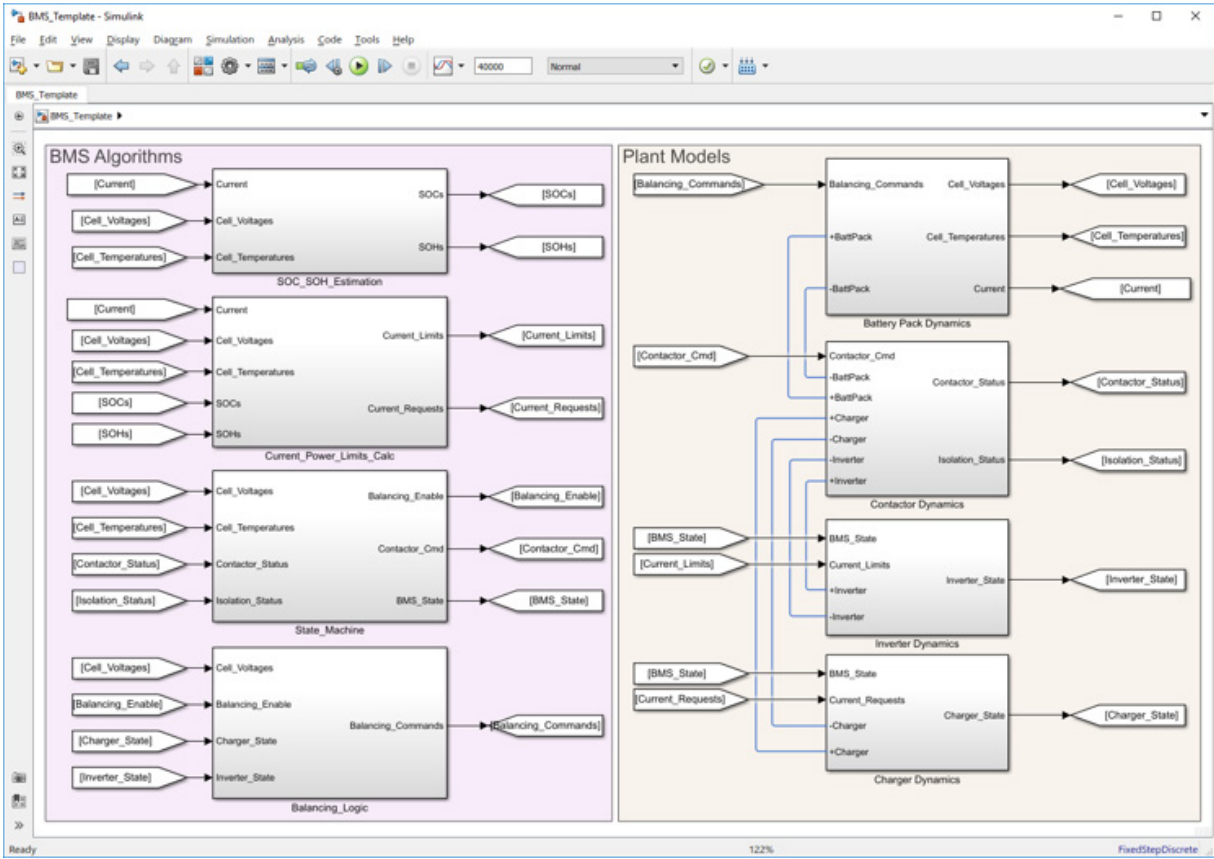 BMS_Template - Simulink
File Edit View Display Diagram Simulation Analysis Code Tools Help
40000 Normal
BMS_Template
BMS_Template
BMS Algorithms
[Current] Current SOCs [SOCs]
[Cell_Voltages] Cell_Voltages
[Cell_Temperatures] Cell_Temperatures SOHs [SOHs]
SOC_SOH_Estimation
[Current] Current
[Cell_Voltages] Cell_Voltages Current_Limits [Current_Limits]
[Cell_Temperatures] Cell_Temperatures
[SOCs] SOCs Current_Requests [Current_Requests]
[SOHs] SOHs
Current_Power_Limits_Calc
[Cell_Voltages] Cell_Voltages Balancing_Enable [Balancing_Enable]
[Cell_Temperatures] Cell_Temperatures
Contactor_Cmd [Contactor_Cmd]
[Contactor_Status] Contactor_Status
[Isolation_Status] Isolation_Status BMS_State [BMS_State]
State_Machine
[Cell_Voltages] Cell_Voltages
[Balancing_Enable] Balancing_Enable
Balancing_Commands [Balancing_Commands]
[Charger_State] Charger_State
[Inverter_State] Inverter_State
Balancing_Logic
Plant Models
[Balancing_Commands] Balancing_Commands Cell_Voltages [Cell_Voltages]
+BattPack Cell_Temperatures [Cell_Temperatures]
-BattPack Current [Current]
Battery Pack Dynamics
[Contactor_Cmd] Contactor_Cmd
-BattPack Contactor_Status [Contactor_Status]
+BattPack
+Charger
-Charger
-Inverter Isolation_Status [Isolation_Status]
+Inverter
Contactor Dynamics
[BMS_State] BMS_State
[Current_Limits] Current_Limits
Inverter_State [Inverter_State]
+Inverter
-Inverter
Inverter Dynamics
[BMS_State] BMS_State
[Current_Requests] Current_Requests
Charger_State [Charger_State]
-Charger
+Charger
Charger Dynamics
Ready 122% FixedStepDiscrete